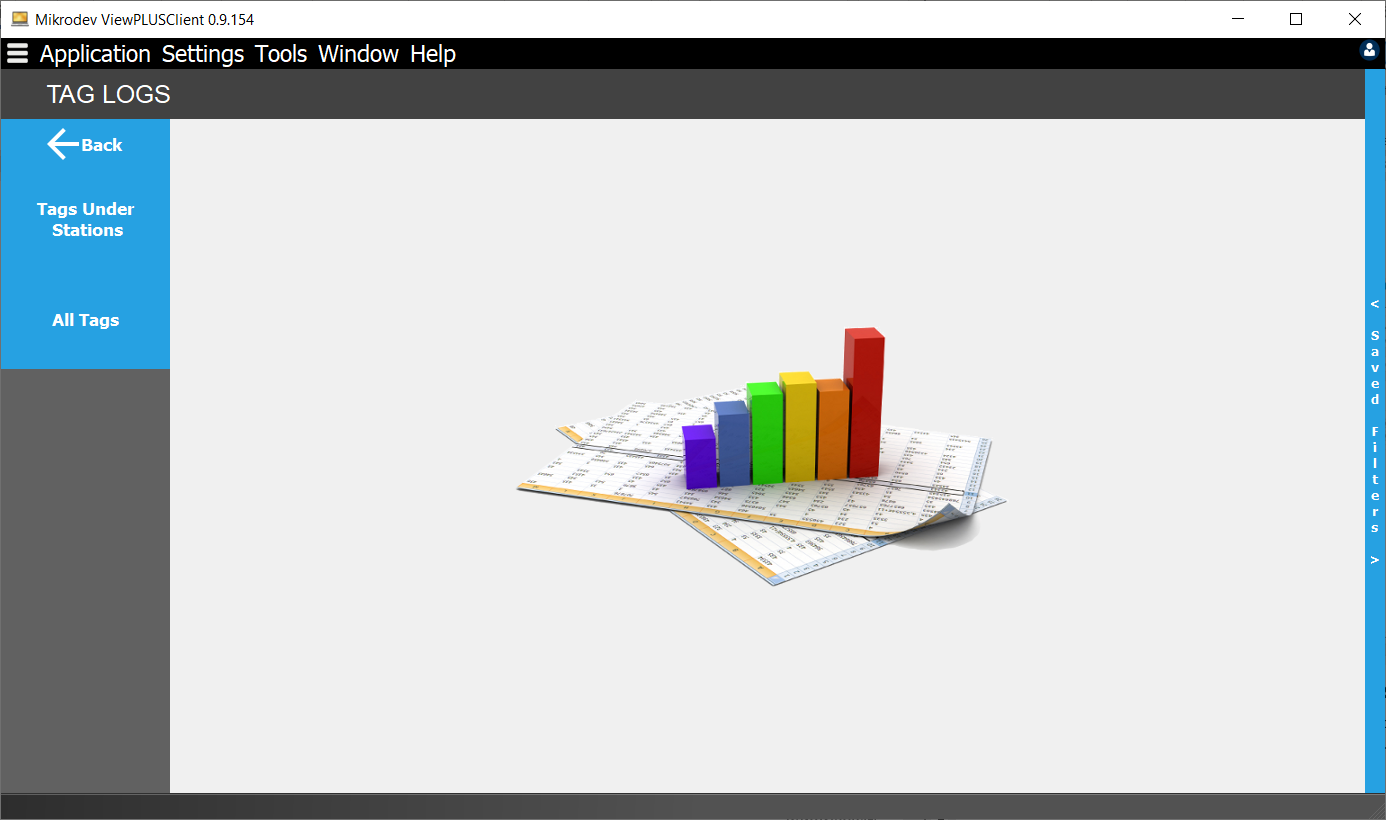 Mikrodev ViewPLUSClient 0.9.154
Application Settings Tools Window Help
TAG LOGS
Back
Tags Under
Stations
All Tags
< Saved Filters >